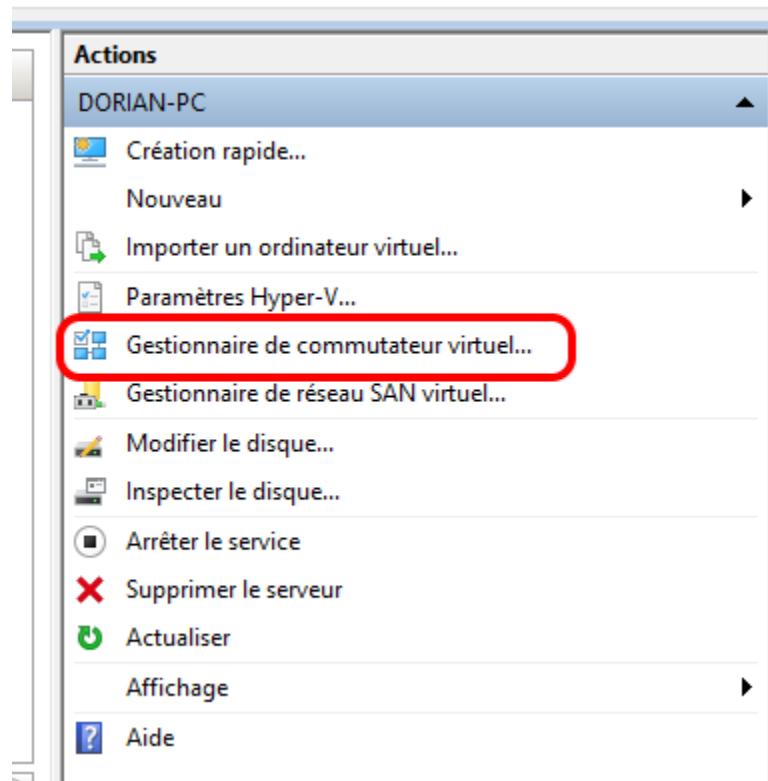 Actions
DORIAN-PC
Création rapide...
Nouveau
Importer un ordinateur virtuel...
Paramètres Hyper-V...
Gestionnaire de commutateur virtuel...
Gestionnaire de réseau SAN virtuel...
Modifier le disque...
Inspecter le disque...
Arrêter le service
Supprimer le serveur
Actualiser
Affichage
Aide